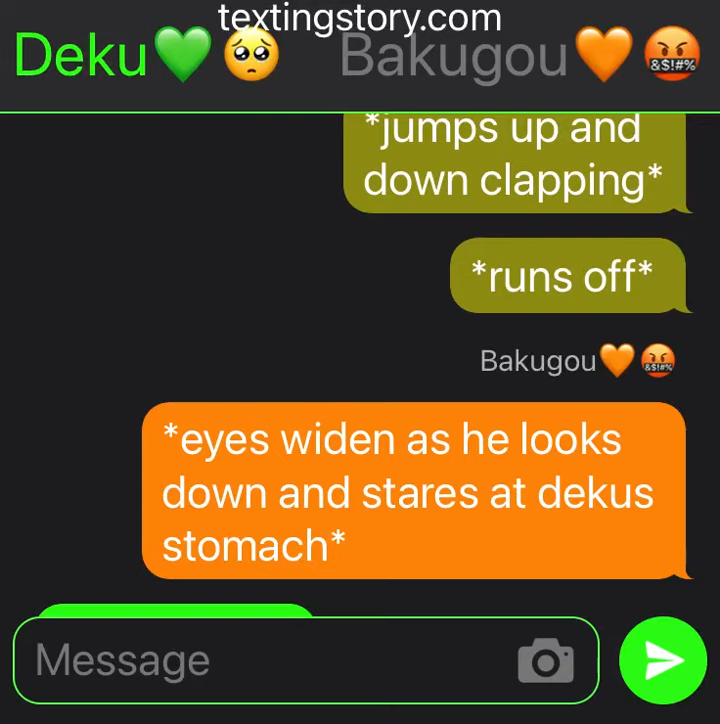 textingstory.com
Deku💚🥺 Bakugou🧡🤬
*jumps up and
down clapping*
*runs off*
Bakugou🧡🤬
*eyes widen as he looks
down and stares at dekus
stomach*
Message